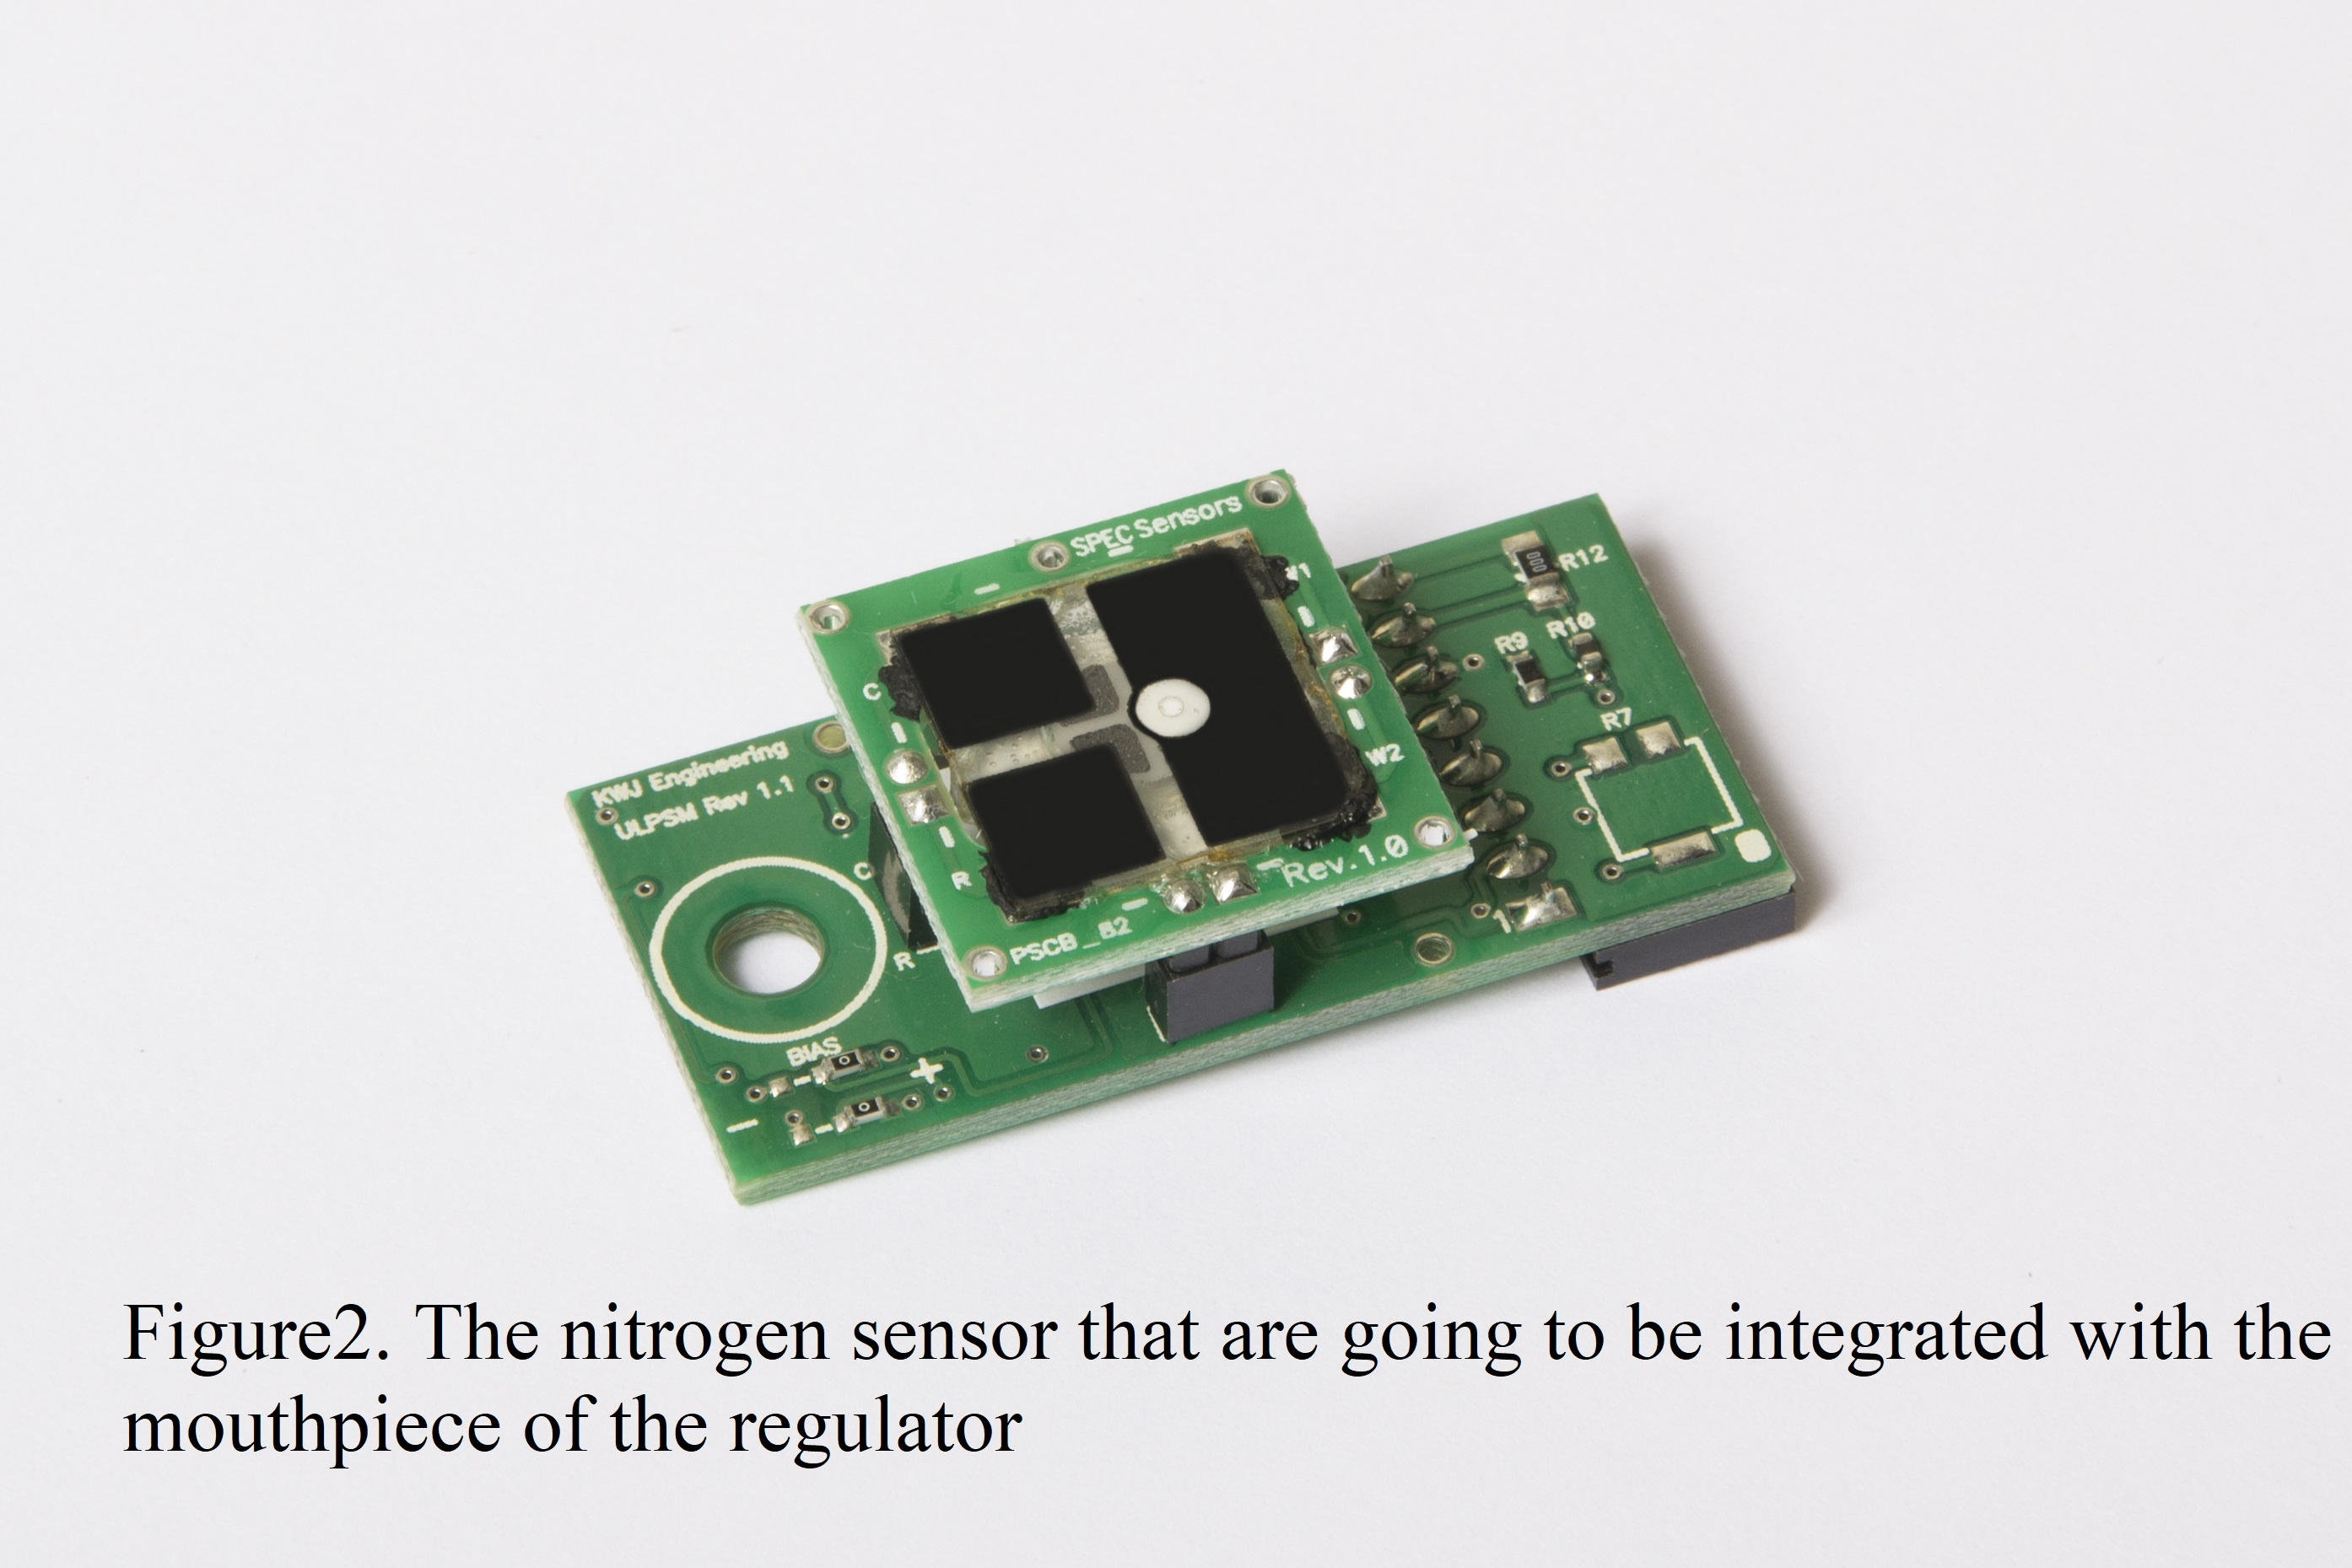 SPEC Sensors
C
W2
R
Rev.1.0
PSCB_82
KWJ Engineering
ULPSM Rev 1.1
C
R
BIAS
+
R12
R10
R9
R7
1
Figure2. The nitrogen sensor that are going to be integrated with the
mouthpiece of the regulator